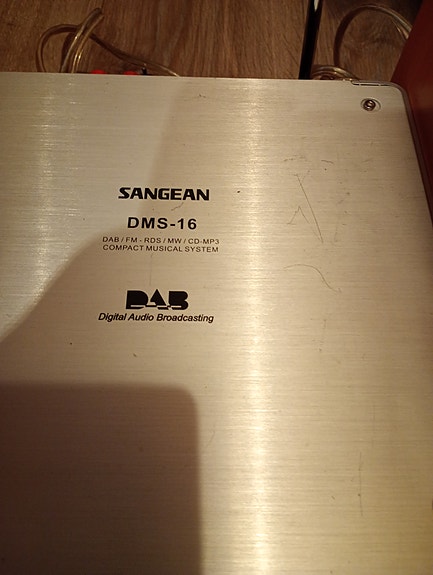 SANGEAN
DMS-16
DAB / FM - RDS / MW / CD-MP3
COMPACT MUSICAL SYSTEM
DAB
Digital Audio Broadcasting